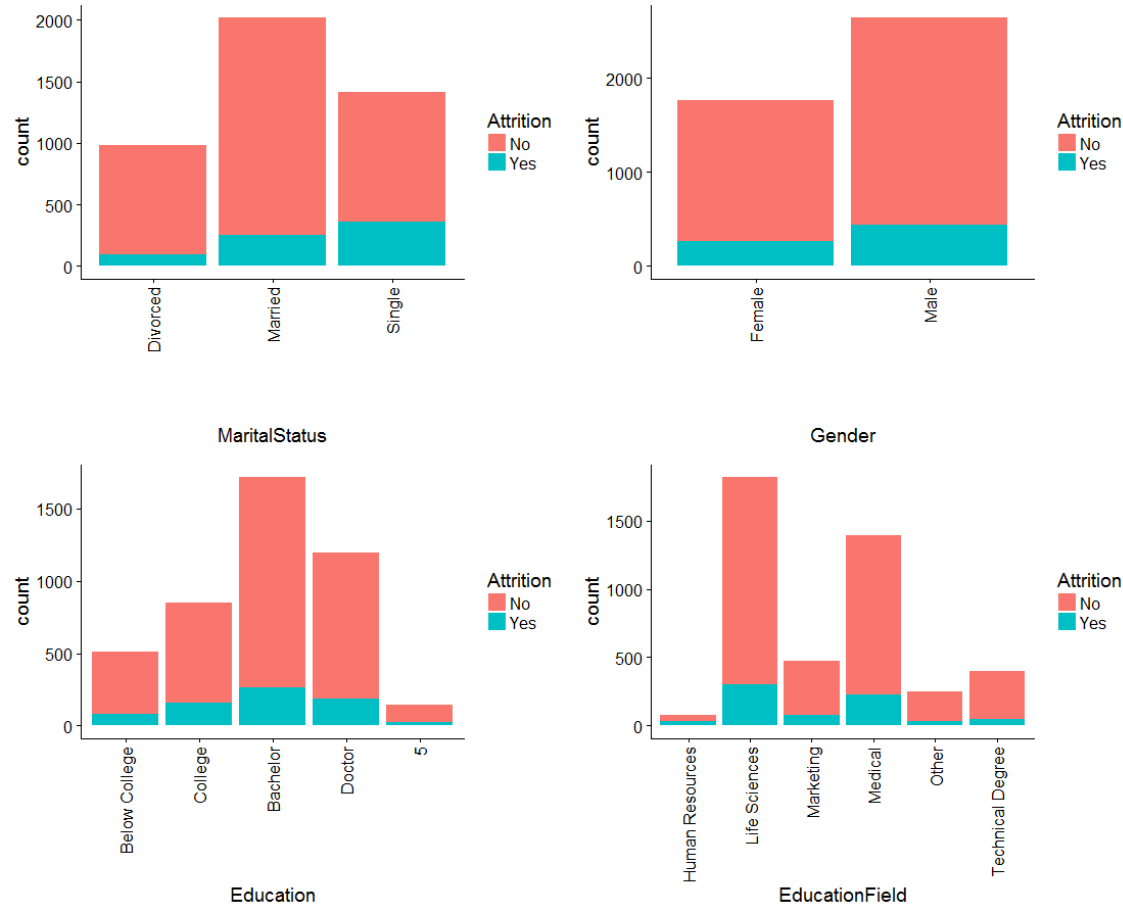 count
2000
1500
1000
500
0
Divorced
Married
Single
MaritalStatus
Attrition
No
Yes
count
2000
1000
0
Female
Male
Gender
Attrition
No
Yes
count
1500
1000
500
0
Below College
College
Bachelor
Doctor
5
Education
Attrition
No
Yes
count
1500
1000
500
0
Human Resources
Life Sciences
Marketing
Medical
Other
Technical Degree
EducationField
Attrition
No
Yes